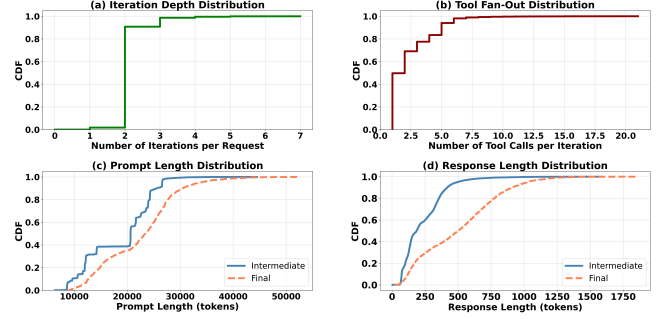 (a) Iteration Depth Distribution
CDF
1.0
0.8
0.6
0.4
0.2
0.0
0 1 2 3 4 5 6 7
Number of Iterations per Request
(b) Tool Fan-Out Distribution
CDF
1.0
0.8
0.6
0.4
0.2
0.0
0.0 2.5 5.0 7.5 10.0 12.5 15.0 17.5 20.0
Number of Tool Calls per Iteration
(c) Prompt Length Distribution
CDF
1.0
0.8
0.6
0.4
0.2
0.0
10000 20000 30000 40000 50000
Prompt Length (tokens)
Intermediate
Final
(d) Response Length Distribution
CDF
1.0
0.8
0.6
0.4
0.2
0.0
0 250 500 750 1000 1250 1500 1750
Response Length (tokens)
Intermediate
Final